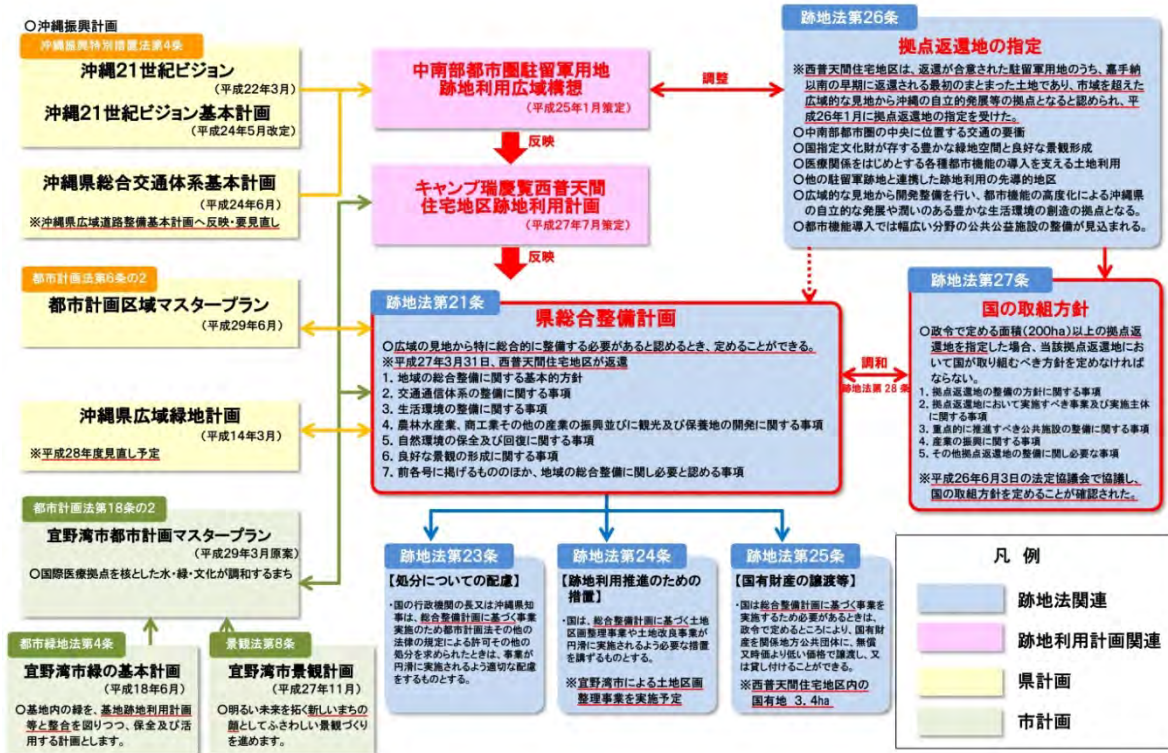 ○沖縄振興計画
沖縄振興特別措置法第4条
沖縄21世紀ビジョン
(平成22年3月)
沖縄21世紀ビジョン基本計画
(平成24年5月改定)
沖縄県総合交通体系基本計画
(平成24年6月)
※沖縄県広域道路整備基本計画へ反映・要見直し
都市計画法第6条の2
都市計画区域マスタープラン
(平成29年6月)
沖縄県広域緑地計画
(平成14年3月)
※平成28年度見直し予定
都市計画法第18条の2
宜野湾市都市計画マスタープラン
(平成29年3月原案)
○国際医療拠点を核とした水・緑・文化が調和するまち
都市緑地法第4条
宜野湾市緑の基本計画
(平成18年6月)
○基地内の緑を、基地跡地利用計画
等と整合を図りつつ、保全及び活
用する計画とします。
景観法第8条
宜野湾市景観計画
(平成27年11月)
○明るい未来を拓く新しいまちの
顔としてふさわしい景観づくり
を進めます。
中南部都市圏駐留軍用地
跡地利用広域構想
(平成25年1月策定)
反映
キャンプ瑞慶覧西普天間
住宅地区跡地利用計画
(平成27年7月策定)
反映
調整
跡地法第26条
拠点返還地の指定
※西普天間住宅地区は、返還が合意された駐留軍用地のうち、嘉手納
以南の早期に返還される最初のまとまった土地であり、市域を超えた
広域的な見地から沖縄の自立的発展等の拠点となると認められ、平
成26年1月に拠点返還地の指定を受けた。
○中南部都市圏の中央に位置する交通の要衝
○国指定文化財が存する豊かな緑地空間と良好な景観形成
○医療関係をはじめとする各種都市機能の導入を支える土地利用
○他の駐留軍跡地と連携した跡地利用の先導的地区
○広域的な見地から開発整備を行い、都市機能の高度化による沖縄県
の自立的な発展や潤いのある豊かな生活環境の創造の拠点となる。
○都市機能導入では幅広い分野の公共公益施設の整備が見込まれる。
跡地法第21条
県総合整備計画
○広域の見地から特に総合的に整備する必要があると認めるとき、定めることができる。
※平成27年3月31日、西普天間住宅地区が返還
1. 地域の総合整備に関する基本的方針
2. 交通通信体系の整備に関する事項
3. 生活環境の整備に関する事項
4. 農林水産業、商工業その他の産業の振興並びに観光及び保養地の開発に関する事項
5. 自然環境の保全及び回復に関する事項
6. 良好な景観の形成に関する事項
7. 前各号に掲げるもののほか、地域の総合整備に関し必要と認める事項
調和
跡地法第28条
跡地法第27条
国の取組方針
○政令で定める面積(200ha)以上の拠点返
還地を指定した場合、当該拠点返還地にお
いて国が取り組むべき方針を定めなければ
ならない。
1. 拠点返還地の整備の方針に関する事項
2. 拠点返還地において実施すべき事業及び実施主体
に関する事項
3. 重点的に推進すべき公共施設の整備に関する事項
4. 産業の振興に関する事項
5. その他拠点返還地の整備に関し必要な事項
※平成26年6月3日の法定協議会で協議し、
国の取組方針を定めることが確認された。
跡地法第23条
【処分についての配慮】
・国の行政機関の長又は沖縄県知
事は、総合整備計画に基づく事業
実施のため都市計画法その他の
法律の規定による許可その他の
処分を求められたときは、事業が
円滑に実施されるよう適切な配慮
をするものとする。
跡地法第24条
【跡地利用推進のための
措置】
・国は、総合整備計画に基づく土地
区画整理事業や土地改良事業が
円滑に実施されるよう必要な措置
を講ずるものとする。
※宜野湾市による土地区画
整理事業を実施予定
跡地法第25条
【国有財産の譲渡等】
・国は総合整備計画に基づく事業を
実施するため必要があるときは、
政令で定めるところにより、国有財
産を関係地方公共団体に、無償
又時価より低い価格で譲渡し、又
は貸し付けることができる。
※西普天間住宅地区内の
国有地 3.4ha
凡 例
跡地法関連
跡地利用計画関連
県計画
市計画